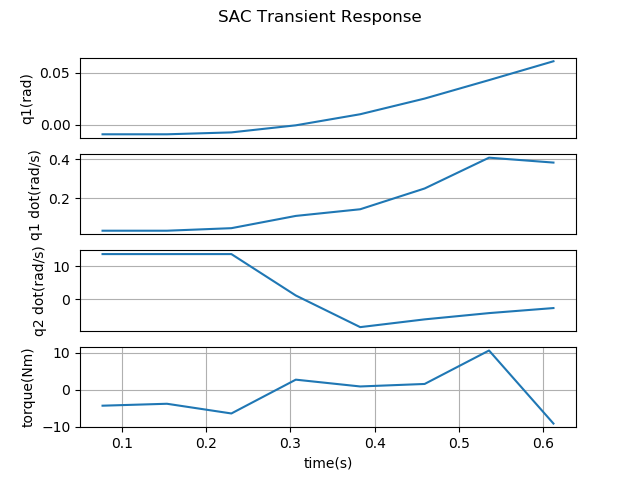 SAC Transient Response
q1(rad)
0.05
0.00
q1 dot(rad/s)
0.4
0.2
q2 dot(rad/s)
10
0
torque(Nm)
10
0
−10
0.1 0.2 0.3 0.4 0.5 0.6
time(s)